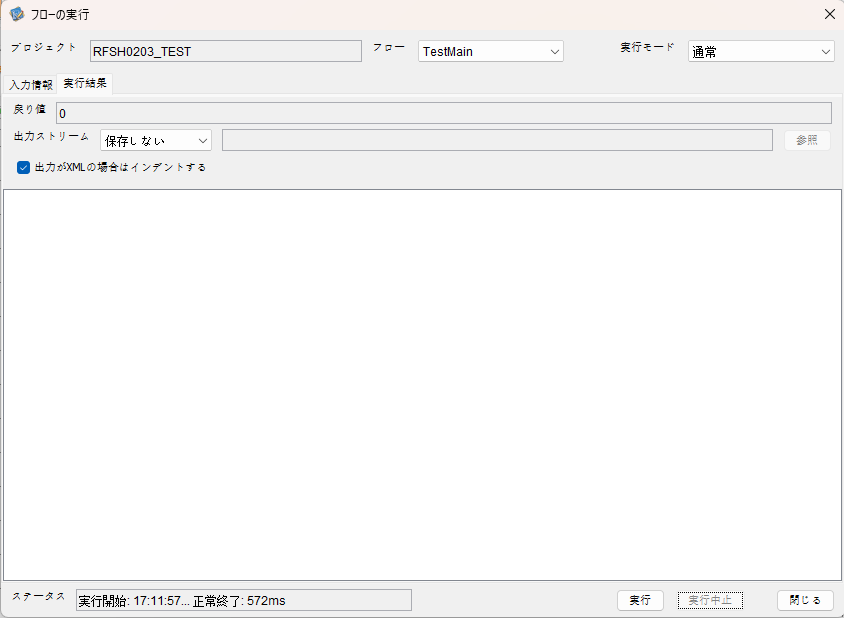 フローの実行
プロジェクト RFSH0203_TEST フロー TestMain 実行モード 通常
入力情報 実行結果
戻り値 0
出力ストリーム 保存しない 参照
出力がXMLの場合はインデントする
ステータス 実行開始: 17:11:57... 正常終了: 572ms 実行 実行中止 閉じる